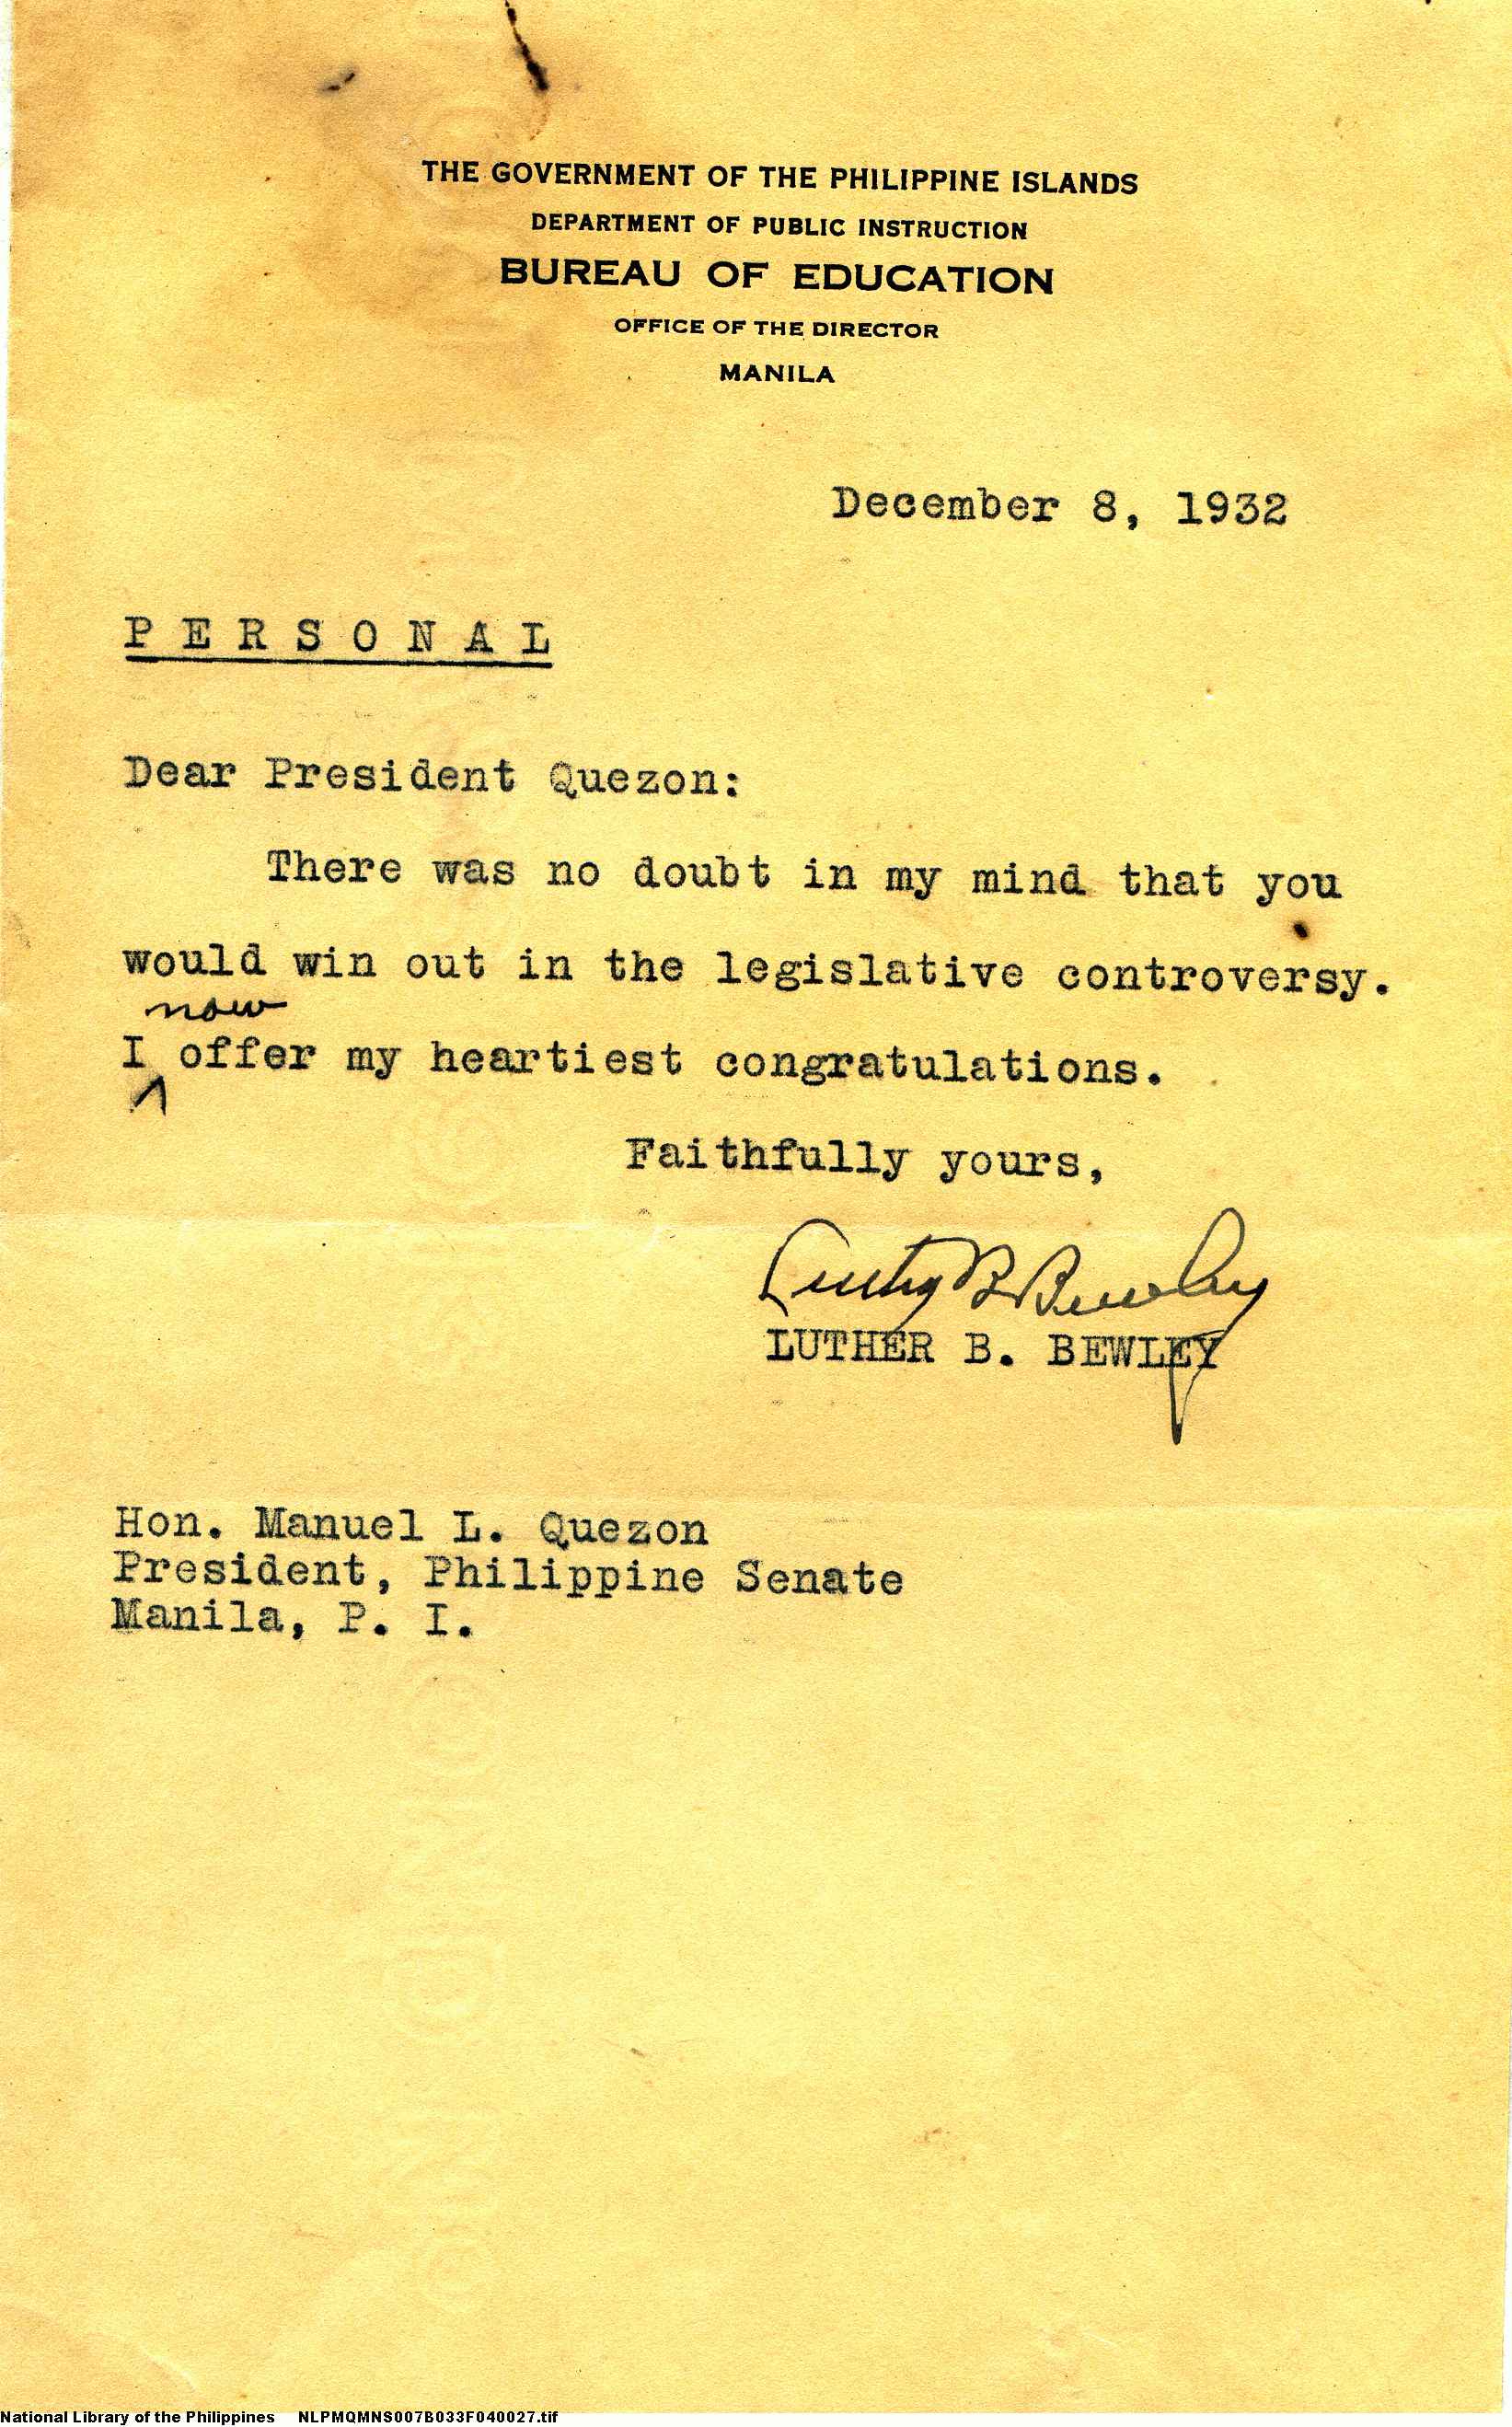 THE GOVERNMENT OF THE PHILIPPINE ISLANDS
DEPARTMENT OF PUBLIC INSTRUCTION
BUREAU OF EDUCATION
OFFICE OF THE DIRECTOR
MANILA
December 8, 1932
PERSONAL
Dear President Quezon:
There was no doubt in my mind that you
would win out in the legislative controversy.
now
I offer my heartiest congratulations.
Faithfully yours,
Luther B Bewley
LUTHER B. BEWLEY
Hon. Manuel L. Quezon
President, Philippine Senate
Manila, P. I.
National Library of the Philippines NLPMQMNS007B033F040027.tif